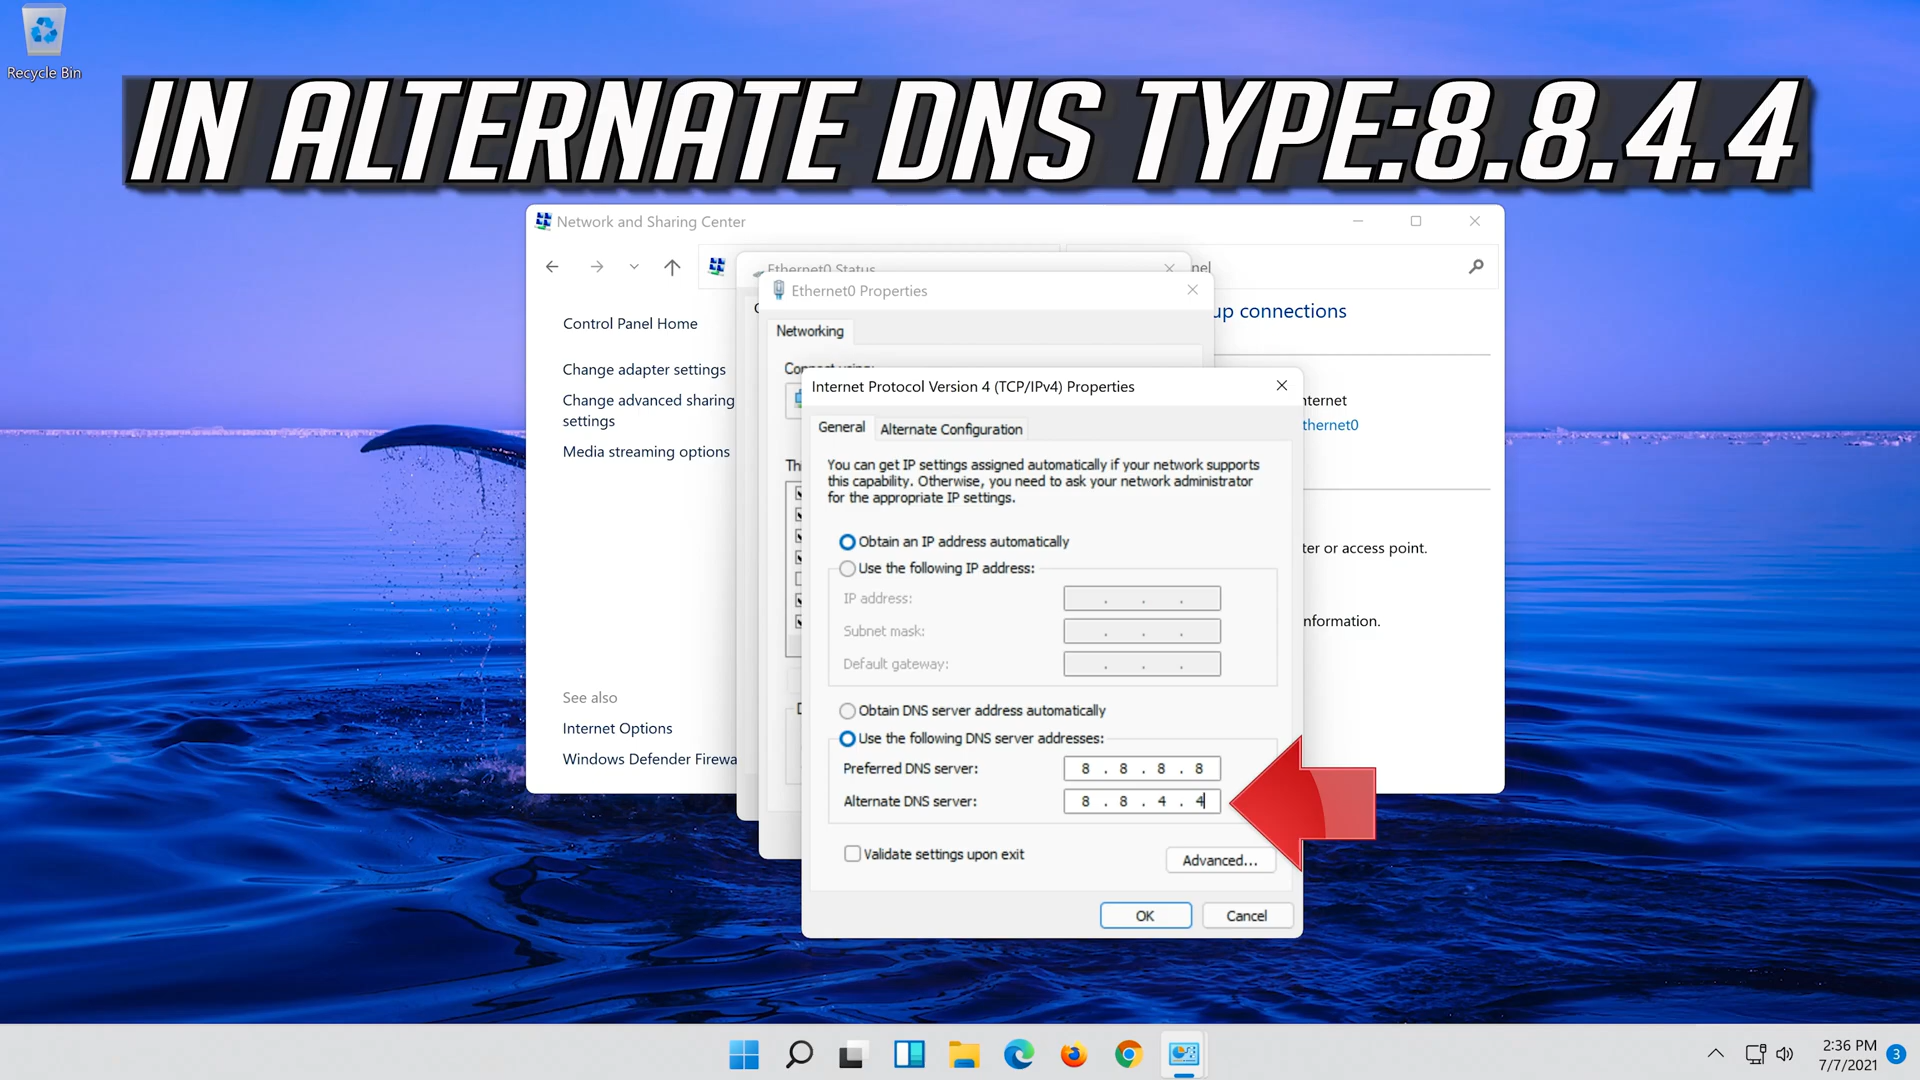 Recycle Bin
IN ALTERNATE DNS TYPE:8.8.4.4
Network and Sharing Center
Ethernet0 Status
Ethernet0 Properties
Networking
Control Panel Home
Change adapter settings
Change advanced sharing
settings
Media streaming options
See also
Internet Options
Windows Defender Firewa
up connections
nternet
thernet0
ter or access point.
nformation.
Internet Protocol Version 4 (TCP/IPv4) Properties
General
Alternate Configuration
You can get IP settings assigned automatically if your network supports
this capability. Otherwise, you need to ask your network administrator
for the appropriate IP settings.
Obtain an IP address automatically
Use the following IP address:
IP address:
Subnet mask:
Default gateway:
Obtain DNS server address automatically
Use the following DNS server addresses:
Preferred DNS server: 8 . 8 . 8 . 8
Alternate DNS server: 8 . 8 . 4 . 4
Validate settings upon exit
Advanced...
OK
Cancel
2:36 PM
7/7/2021
3